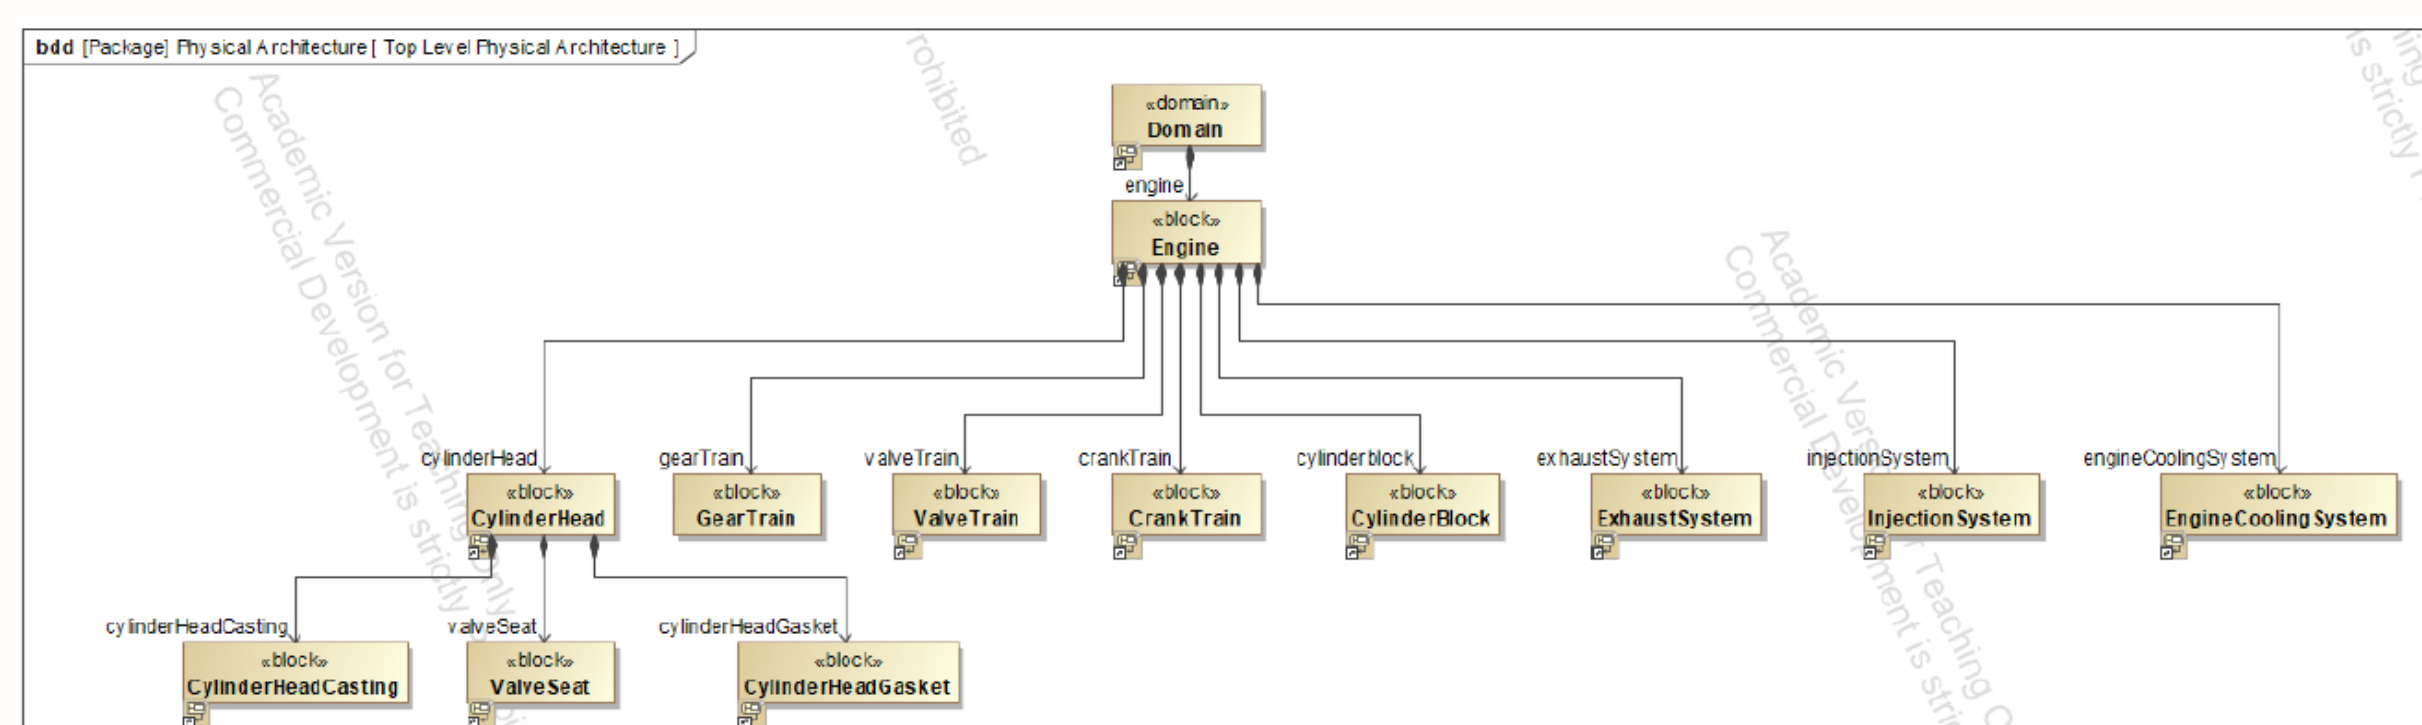 bdd [Package] Physical Architecture [ Top Level Physical Architecture ]
«domain»
Domain
engine
«block»
Engine
cylinderHead
gearTrain
valveTrain
crankTrain
cylinderblock
exhaustSystem
injectionSystem
engineCoolingSystem
«block»
CylinderHead
«block»
GearTrain
«block»
ValveTrain
«block»
CrankTrain
«block»
CylinderBlock
«block»
ExhaustSystem
«block»
InjectionSystem
«block»
EngineCoolingSystem
cylinderHeadCasting
valveSeat
cylinderHeadGasket
«block»
CylinderHeadCasting
«block»
ValveSeat
«block»
CylinderHeadGasket
Academic Version for Teaching Only
Commercial Development is strictly
rohibited
is strictly
Academic Version for Teaching
Commercial Development is